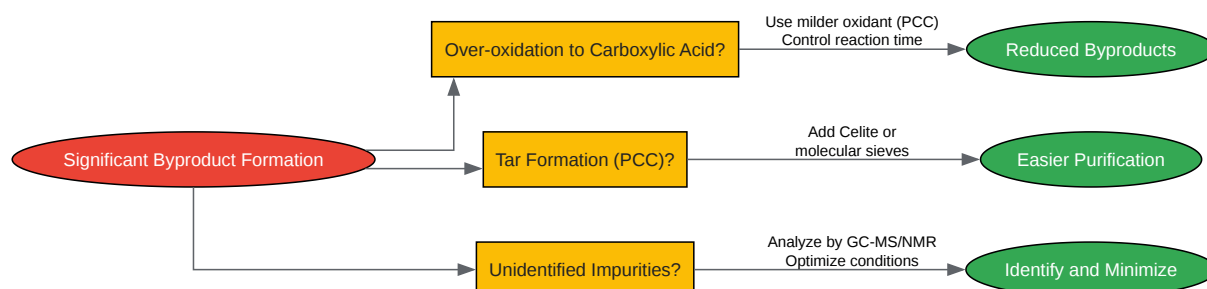 Over-oxidation to Carboxylic Acid?
Use milder oxidant (PCC)
Control reaction time
Reduced Byproducts
Significant Byproduct Formation
Tar Formation (PCC)?
Add Celite or
molecular sieves
Easier Purification
Unidentified Impurities?
Analyze by GC-MS/NMR
Optimize conditions
Identify and Minimize